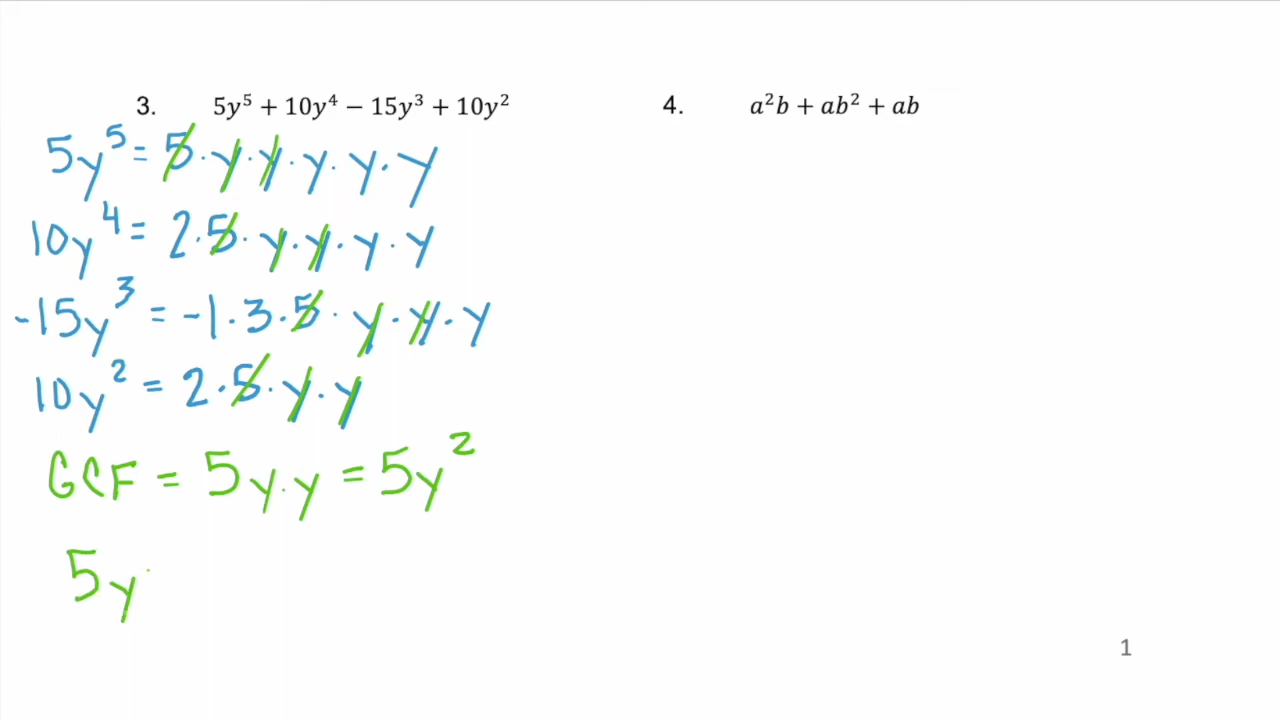 3. 5y⁵ + 10y⁴ − 15y³ + 10y²
5y⁵ = 5 · y · y · y · y · y
10y⁴ = 2 · 5 · y · y · y · y
-15y³ = -1 · 3 · 5 · y · y · y
10y² = 2 · 5 · y · y
GCF = 5y · y = 5y²
5y
4. a²b + ab² + ab
1